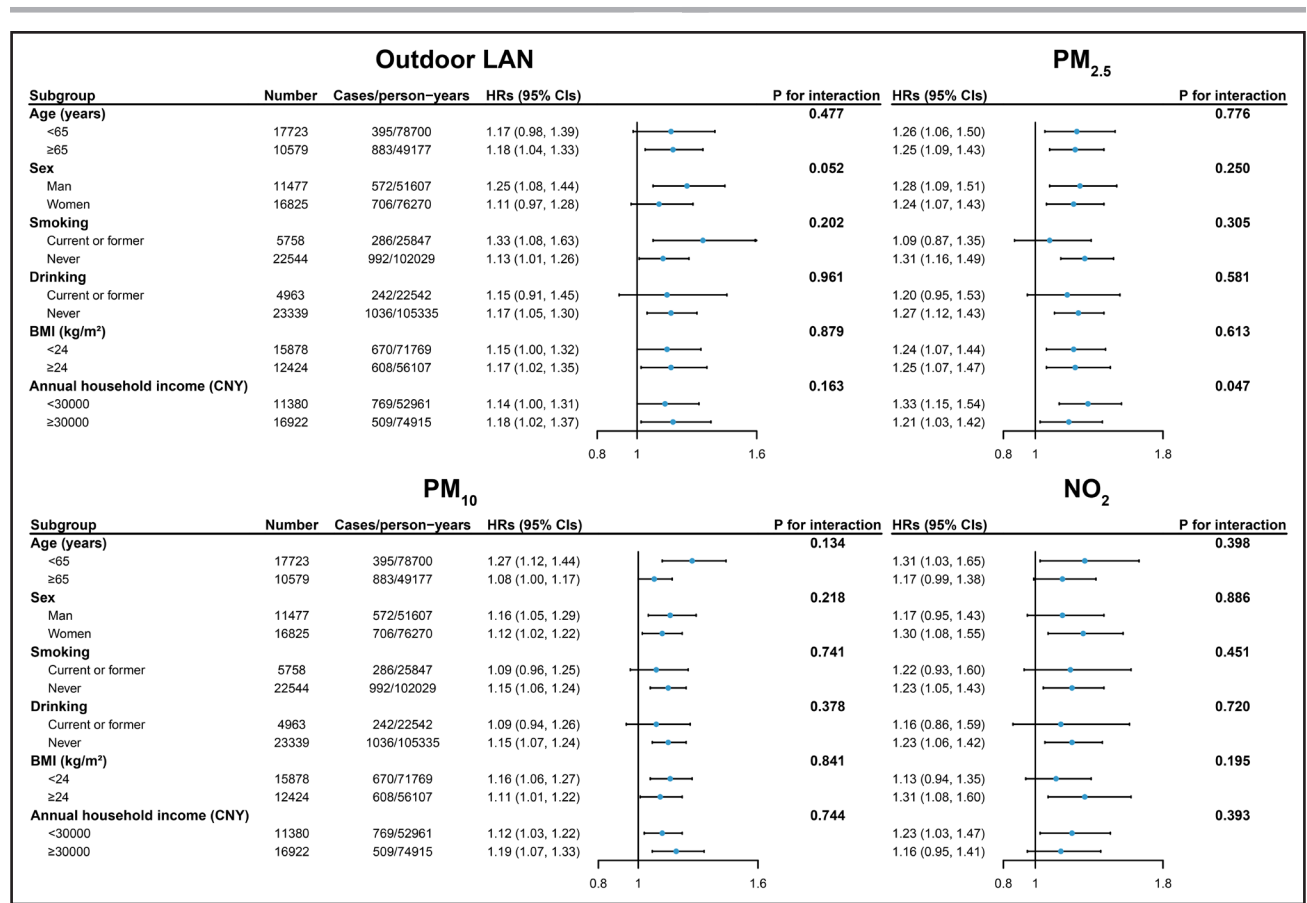 Outdoor LAN PM2.5
Subgroup Number Cases/person−years HRs (95% CIs) P for interaction HRs (95% CIs) P for interaction
Age (years) 0.477 0.776
<65 17723 395/78700 1.17 (0.98, 1.39) 1.26 (1.06, 1.50)
≥65 10579 883/49177 1.18 (1.04, 1.33) 1.25 (1.09, 1.43)
Sex 0.052 0.250
Man 11477 572/51607 1.25 (1.08, 1.44) 1.28 (1.09, 1.51)
Women 16825 706/76270 1.11 (0.97, 1.28) 1.24 (1.07, 1.43)
Smoking 0.202 0.305
Current or former 5758 286/25847 1.33 (1.08, 1.63) 1.09 (0.87, 1.35)
Never 22544 992/102029 1.13 (1.01, 1.26) 1.31 (1.16, 1.49)
Drinking 0.961 0.581
Current or former 4963 242/22542 1.15 (0.91, 1.45) 1.20 (0.95, 1.53)
Never 23339 1036/105335 1.17 (1.05, 1.30) 1.27 (1.12, 1.43)
BMI (kg/m²) 0.879 0.613
<24 15878 670/71769 1.15 (1.00, 1.32) 1.24 (1.07, 1.44)
≥24 12424 608/56107 1.17 (1.02, 1.35) 1.25 (1.07, 1.47)
Annual household income (CNY) 0.163 0.047
<30000 11380 769/52961 1.14 (1.00, 1.31) 1.33 (1.15, 1.54)
≥30000 16922 509/74915 1.18 (1.02, 1.37) 1.21 (1.03, 1.42)
0.8 1 1.6 0.8 1 1.8
PM10 NO2
Subgroup Number Cases/person−years HRs (95% CIs) P for interaction HRs (95% CIs) P for interaction
Age (years) 0.134 0.398
<65 17723 395/78700 1.27 (1.12, 1.44) 1.31 (1.03, 1.65)
≥65 10579 883/49177 1.08 (1.00, 1.17) 1.17 (0.99, 1.38)
Sex 0.218 0.886
Man 11477 572/51607 1.16 (1.05, 1.29) 1.17 (0.95, 1.43)
Women 16825 706/76270 1.12 (1.02, 1.22) 1.30 (1.08, 1.55)
Smoking 0.741 0.451
Current or former 5758 286/25847 1.09 (0.96, 1.25) 1.22 (0.93, 1.60)
Never 22544 992/102029 1.15 (1.06, 1.24) 1.23 (1.05, 1.43)
Drinking 0.378 0.720
Current or former 4963 242/22542 1.09 (0.94, 1.26) 1.16 (0.86, 1.59)
Never 23339 1036/105335 1.15 (1.07, 1.24) 1.23 (1.06, 1.42)
BMI (kg/m²) 0.841 0.195
<24 15878 670/71769 1.16 (1.06, 1.27) 1.13 (0.94, 1.35)
≥24 12424 608/56107 1.11 (1.01, 1.22) 1.31 (1.08, 1.60)
Annual household income (CNY) 0.744 0.393
<30000 11380 769/52961 1.12 (1.03, 1.22) 1.23 (1.03, 1.47)
≥30000 16922 509/74915 1.19 (1.07, 1.33) 1.16 (0.95, 1.41)
0.8 1 1.6 0.8 1 1.8